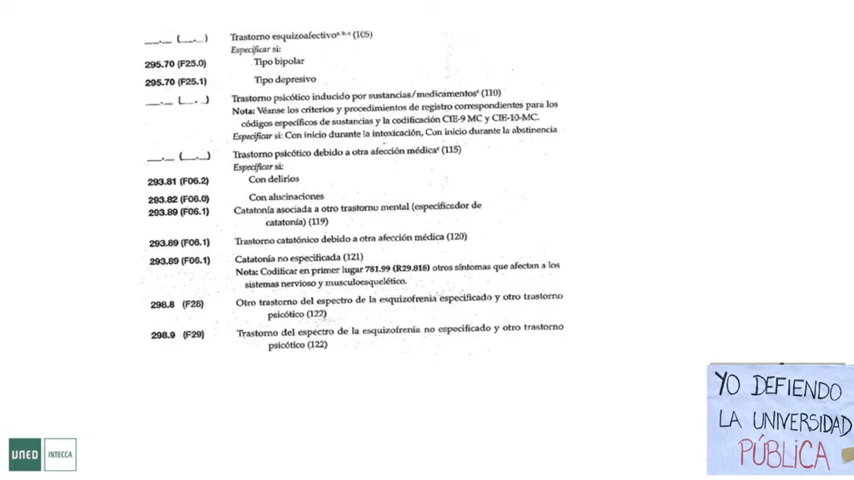 ___.__ (___.__) Trastorno esquizoafectivoᵃ,ᵇ,ᶜ (105)
Especificar si:
295.70 (F25.0) Tipo bipolar
295.70 (F25.1) Tipo depresivo
___.__ (___.__) Trastorno psicótico inducido por sustancias/medicamentosᶜ (110)
Nota: Véanse los criterios y procedimientos de registro correspondientes para los
códigos específicos de sustancias y la codificación CIE-9 MC y CIE-10-MC.
Especificar si: Con inicio durante la intoxicación, Con inicio durante la abstinencia
___.__ (___.__) Trastorno psicótico debido a otra afección médicaᶜ (115)
Especificar si:
293.81 (F06.2) Con delirios
293.82 (F06.0) Con alucinaciones
293.89 (F06.1) Catatonía asociada a otro trastorno mental (especificador de
catatonía) (119)
293.89 (F06.1) Trastorno catatónico debido a otra afección médica (120)
293.89 (F06.1) Catatonía no especificada (121)
Nota: Codificar en primer lugar 781.99 (R29.818) otros síntomas que afectan a los
sistemas nervioso y musculoesquelético.
298.8 (F28) Otro trastorno del espectro de la esquizofrenia especificado y otro trastorno
psicótico (122)
298.9 (F29) Trastorno del espectro de la esquizofrenia no especificado y otro trastorno
psicótico (122)
YO DEFIENDO
LA UNIVERSIDAD
PÚBLICA
UNED INTECCA